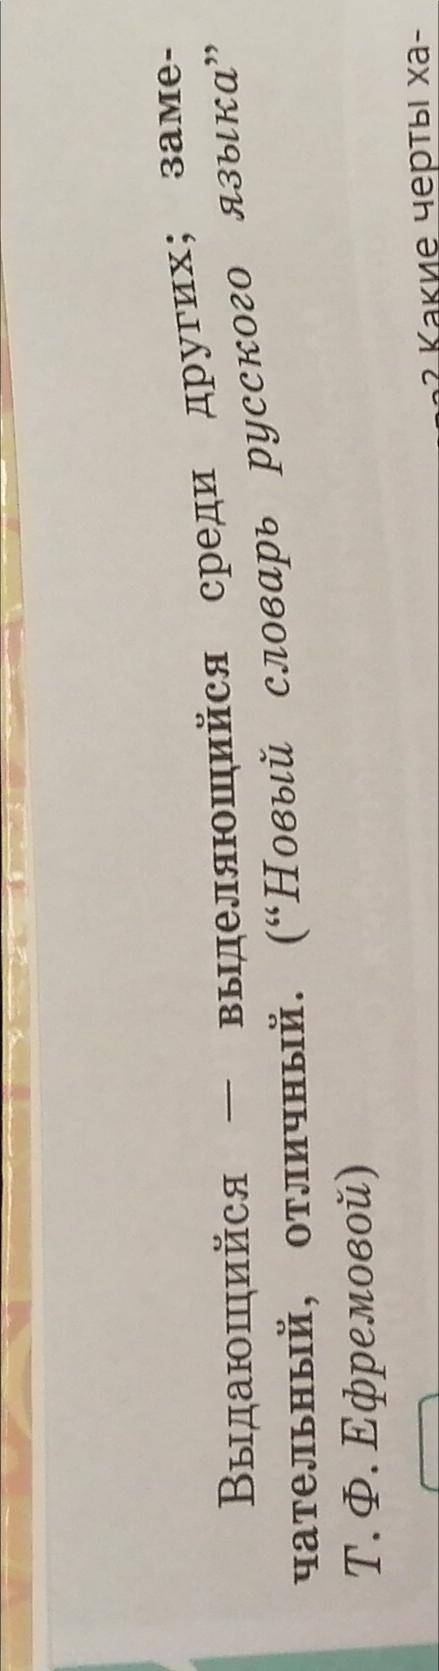 Выдающийся — выделяющийся среди других; заме-
чательный, отличный. (“Новый словарь русского языка”
Т. Ф. Ефремовой)
Какие черты ха-